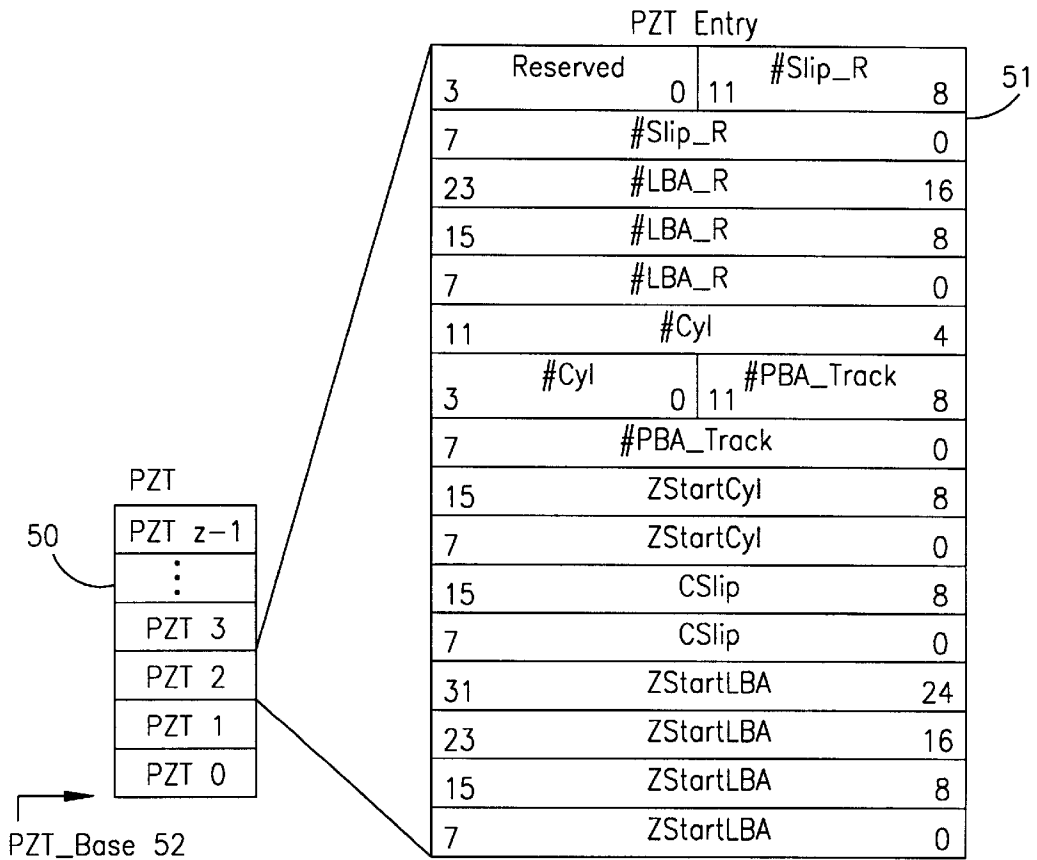 PZT Entry
Reserved #Slip_R
3 0 11 8
51
7 #Slip_R 0
23 #LBA_R 16
15 #LBA_R 8
7 #LBA_R 0
11 #Cyl 4
#Cyl #PBA_Track
3 0 11 8
7 #PBA_Track 0
15 ZStartCyl 8
7 ZStartCyl 0
15 CSlip 8
7 CSlip 0
31 ZStartLBA 24
23 ZStartLBA 16
15 ZStartLBA 8
7 ZStartLBA 0
PZT
50
PZT z-1
⋮
PZT 3
PZT 2
PZT 1
PZT 0
PZT_Base 52